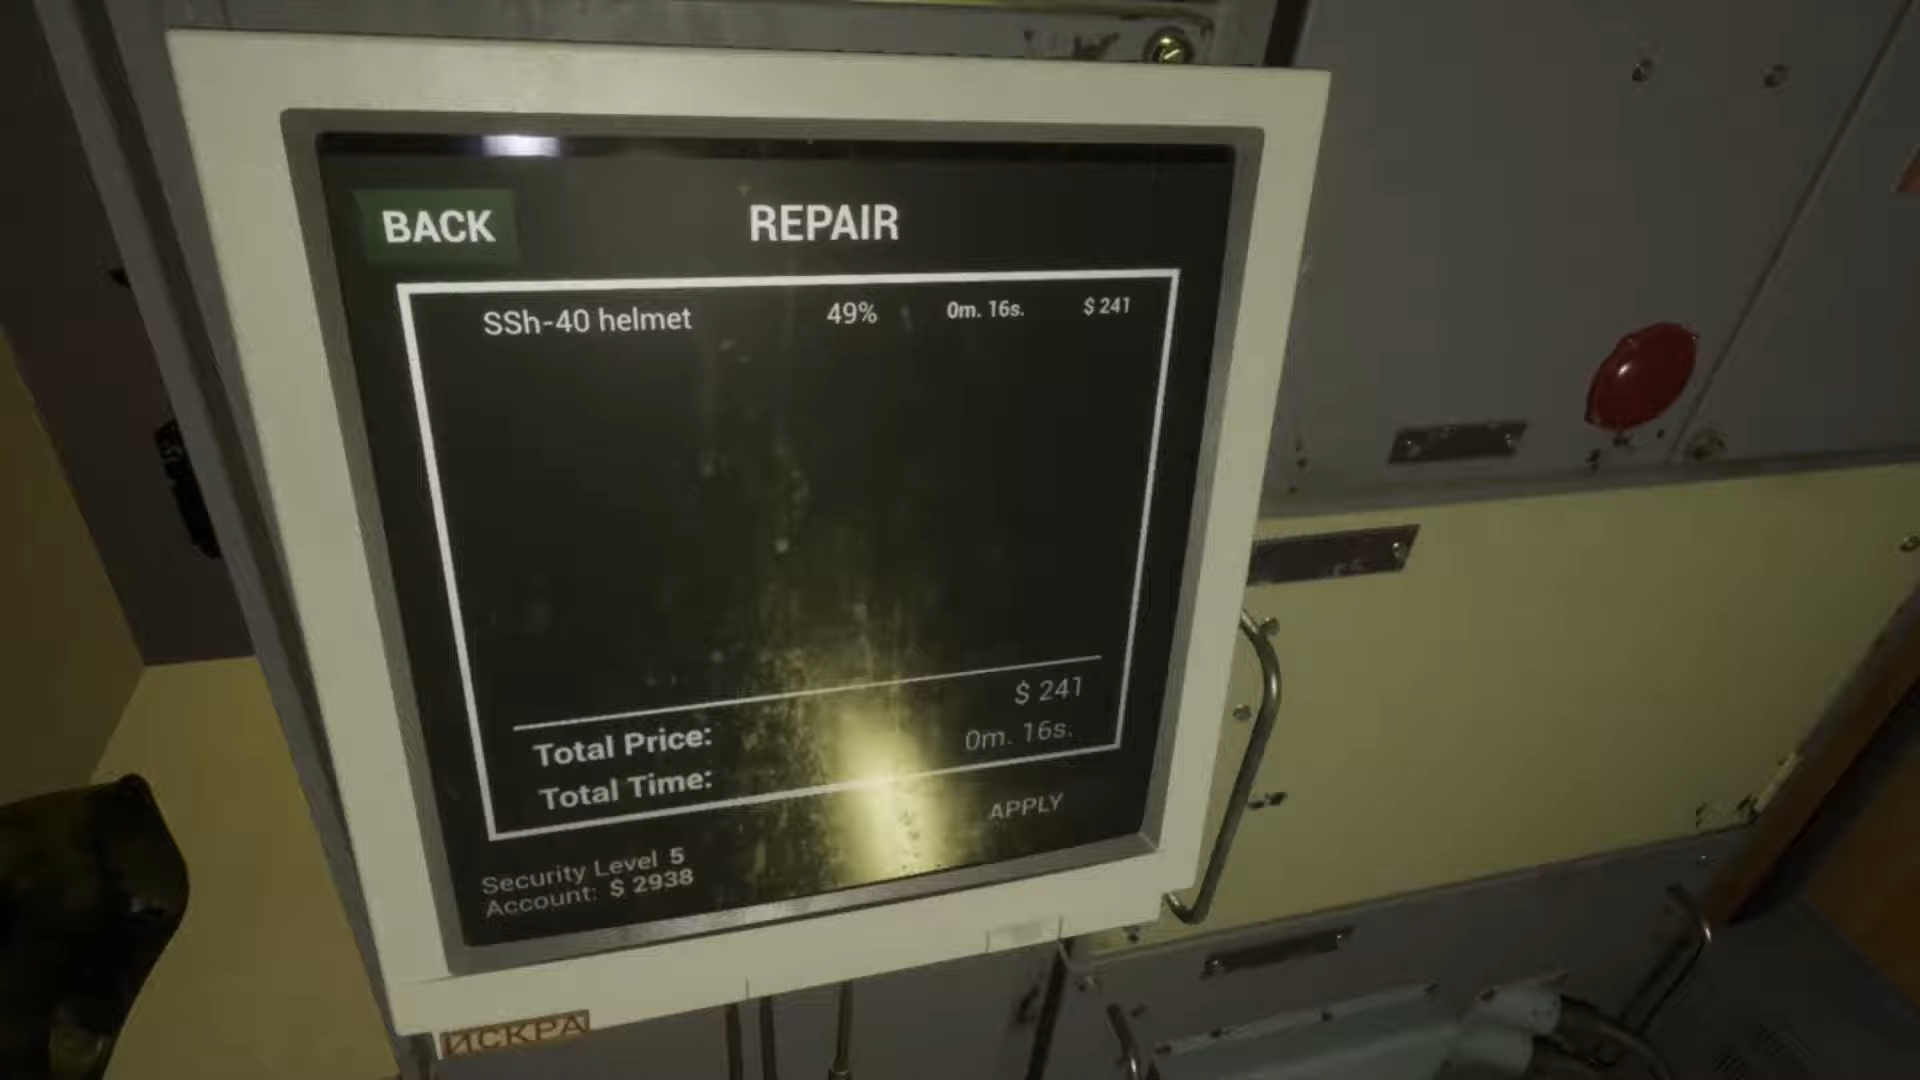 BACK
REPAIR
SSh-40 helmet 49% 0m. 16s. $ 241
Total Price: $ 241
Total Time: 0m. 16s.
APPLY
Security Level 5
Account: $ 2938
ИСКРА